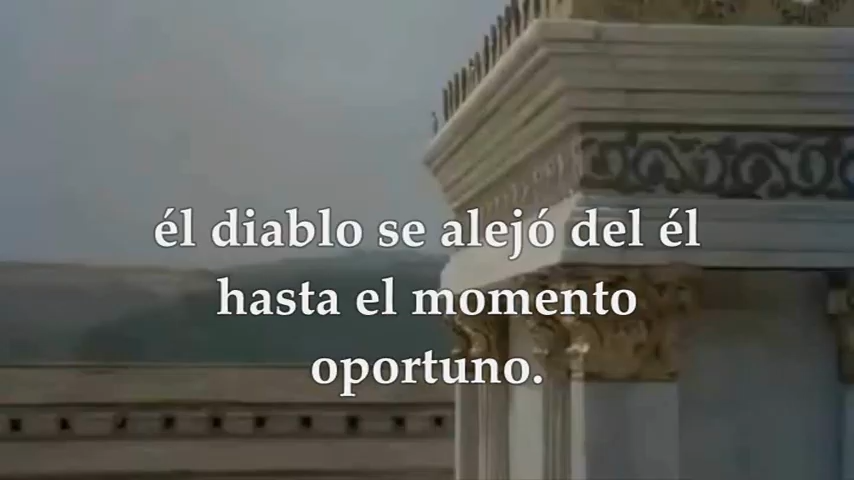 él diablo se alejó del él
hasta el momento
oportuno.